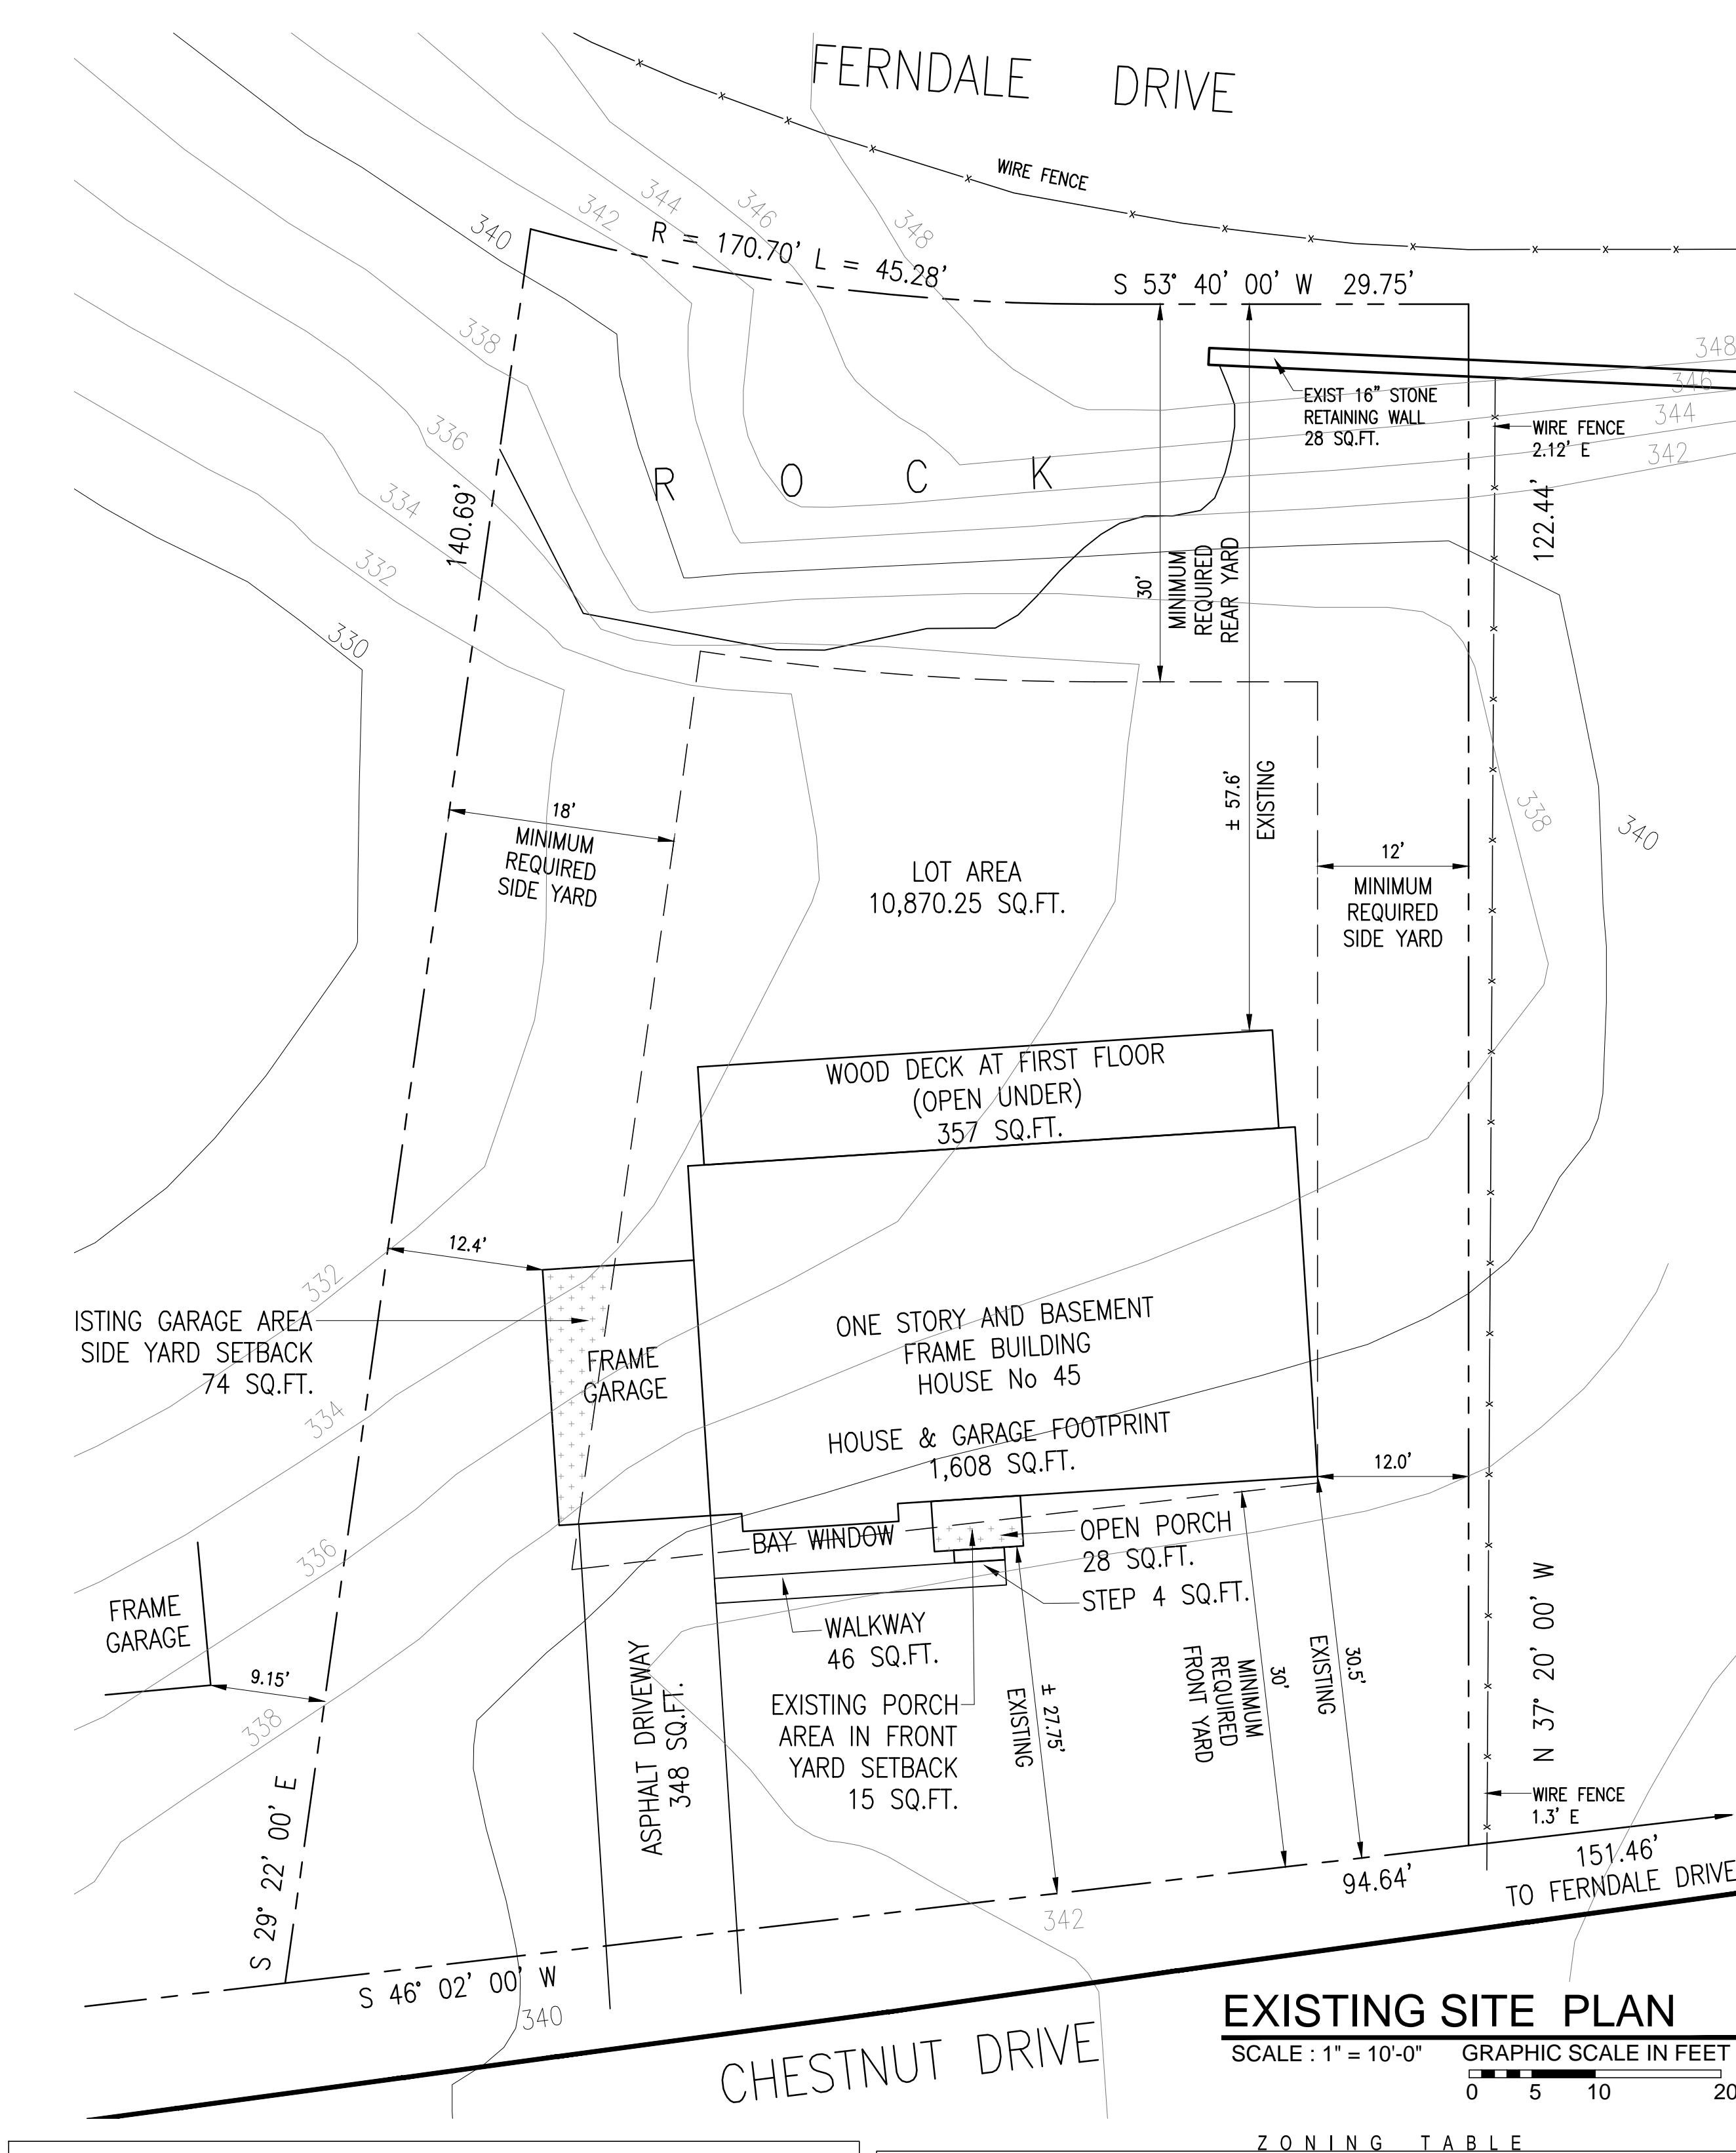 FERNDALE DRIVE
WIRE FENCE
340
342
344
346
348
R = 170.70' L = 45.28'
S 53° 40' 00' W 29.75'
338
336
334
332
330
348
346
344
342
EXIST 16" STONE
RETAINING WALL
28 SQ.FT.
WIRE FENCE
2.12' E
R O C K
140.69'
122.44'
30'
MINIMUM
REQUIRED
REAR YARD
± 57.6'
EXISTING
18'
MINIMUM
REQUIRED
SIDE YARD
LOT AREA
10,870.25 SQ.FT.
12'
MINIMUM
REQUIRED
SIDE YARD
338
340
WOOD DECK AT FIRST FLOOR
(OPEN UNDER)
357 SQ.FT.
12.4'
332
ISTING GARAGE AREA
SIDE YARD SETBACK
74 SQ.FT.
FRAME
GARAGE
ONE STORY AND BASEMENT
FRAME BUILDING
HOUSE No 45
HOUSE & GARAGE FOOTPRINT
1,608 SQ.FT.
12.0'
334
336
338
BAY WINDOW
OPEN PORCH
28 SQ.FT.
STEP 4 SQ.FT.
WALKWAY
46 SQ.FT.
FRAME
GARAGE
9.15'
EXISTING PORCH
AREA IN FRONT
YARD SETBACK
15 SQ.FT.
ASPHALT DRIVEWAY
348 SQ.FT.
± 27.75'
EXISTING
30'
MINIMUM
REQUIRED
FRONT YARD
30.5'
EXISTING
N 37° 20' 00' W
WIRE FENCE
1.3' E
S 29° 22' 00' E
94.64'
151.46'
TO FERNDALE DRIVE
342
S 46° 02' 00' W
340
CHESTNUT DRIVE
EXISTING SITE PLAN
SCALE : 1" = 10'-0" GRAPHIC SCALE IN FEET
0 5 10 20
ZONING TABLE